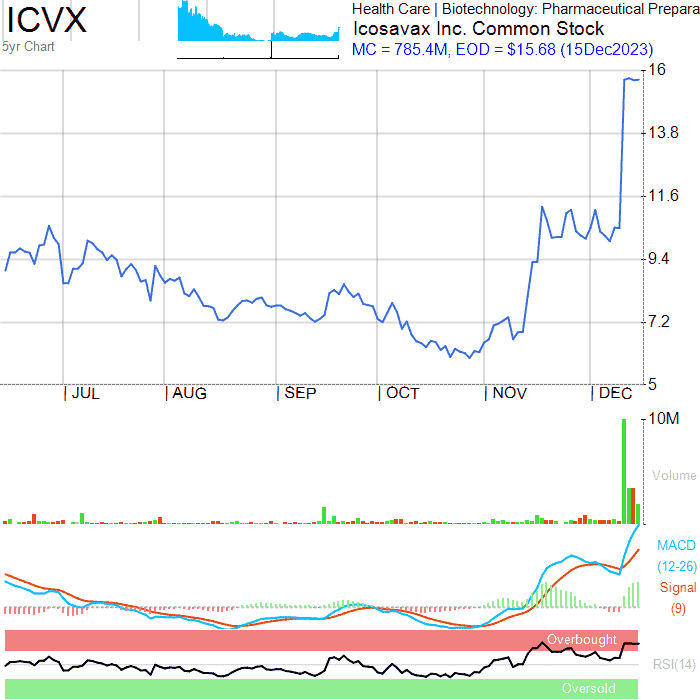 ICVX
5yr Chart
Health Care | Biotechnology: Pharmaceutical Prepara
Icosavax Inc. Common Stock
MC = 785.4M, EOD = $15.68 (15Dec2023)
16
13.8
11.6
9.4
7.2
5
JUL AUG SEP OCT NOV DEC
10M
Volume
MACD
(12-26)
Signal
(9)
Overbought
RSI(14)
Oversold